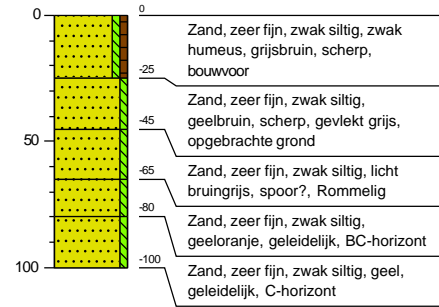 0
50
100
0
-25
-45
-65
-80
-100
Zand, zeer fijn, zwak siltig, zwak
humeus, grijsbruin, scherp,
bouwvoor
Zand, zeer fijn, zwak siltig,
geelbruin, scherp, gevlekt grijs,
opgebrachte grond
Zand, zeer fijn, zwak siltig, licht
bruingrijs, spoor?, Rommelig
Zand, zeer fijn, zwak siltig,
geeloranje, geleidelijk, BC-horizont
Zand, zeer fijn, zwak siltig, geel,
geleidelijk, C-horizont